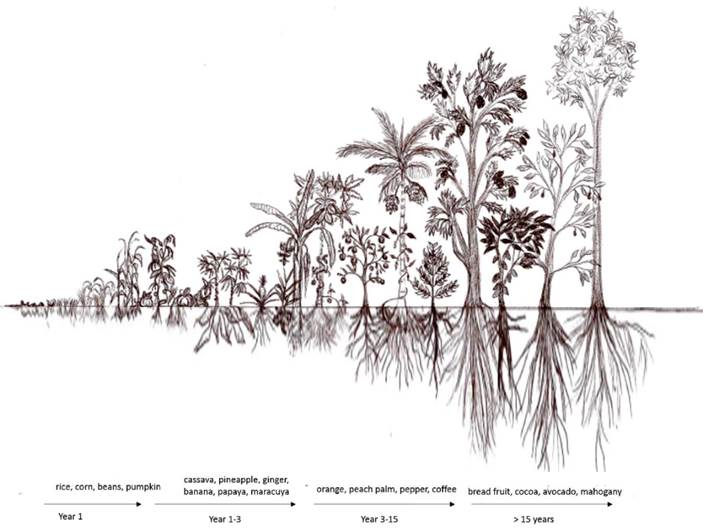 rice, corn, beans, pumpkin
Year 1
cassava, pineapple, ginger,
banana, papaya, maracuya
Year 1-3
orange, peach palm, pepper, coffee
Year 3-15
bread fruit, cocoa, avocado, mahogany
> 15 years